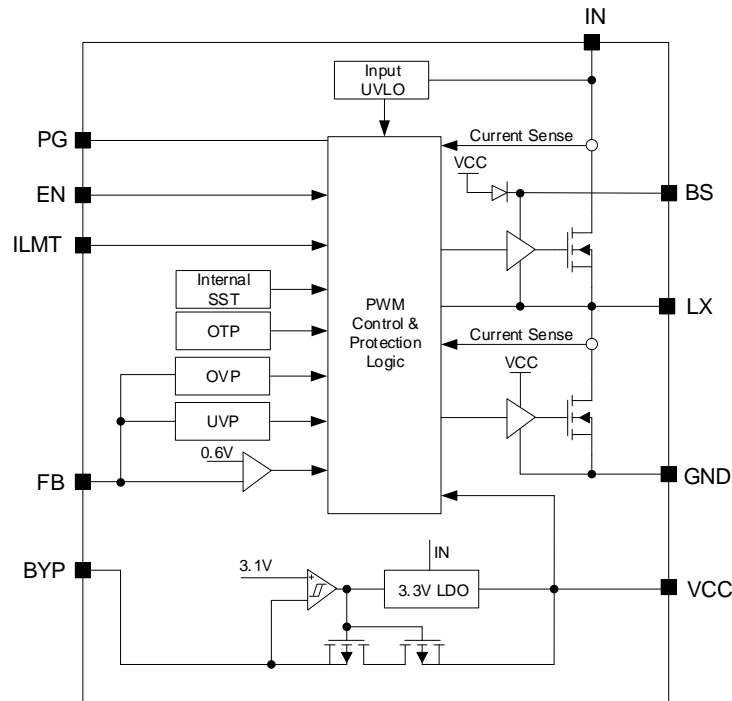 IN
Input
UVLO
PG
Current Sense
VCC
EN
BS
ILMT
Internal
SST
PWM
Control &
Protection
Logic
LX
OTP
Current Sense
OVP
VCC
UVP
0.6V
FB
GND
BYP
3.1V
IN
3.3V LDO
VCC
+
-